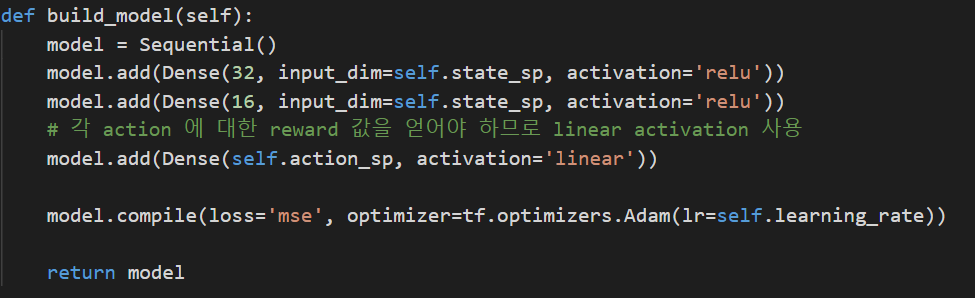 def build_model(self):
    model = Sequential()
    model.add(Dense(32, input_dim=self.state_sp, activation='relu'))
    model.add(Dense(16, input_dim=self.state_sp, activation='relu'))
    # 각 action 에 대한 reward 값을 얻어야 하므로 linear activation 사용
    model.add(Dense(self.action_sp, activation='linear'))

    model.compile(loss='mse', optimizer=tf.optimizers.Adam(lr=self.learning_rate))

    return model